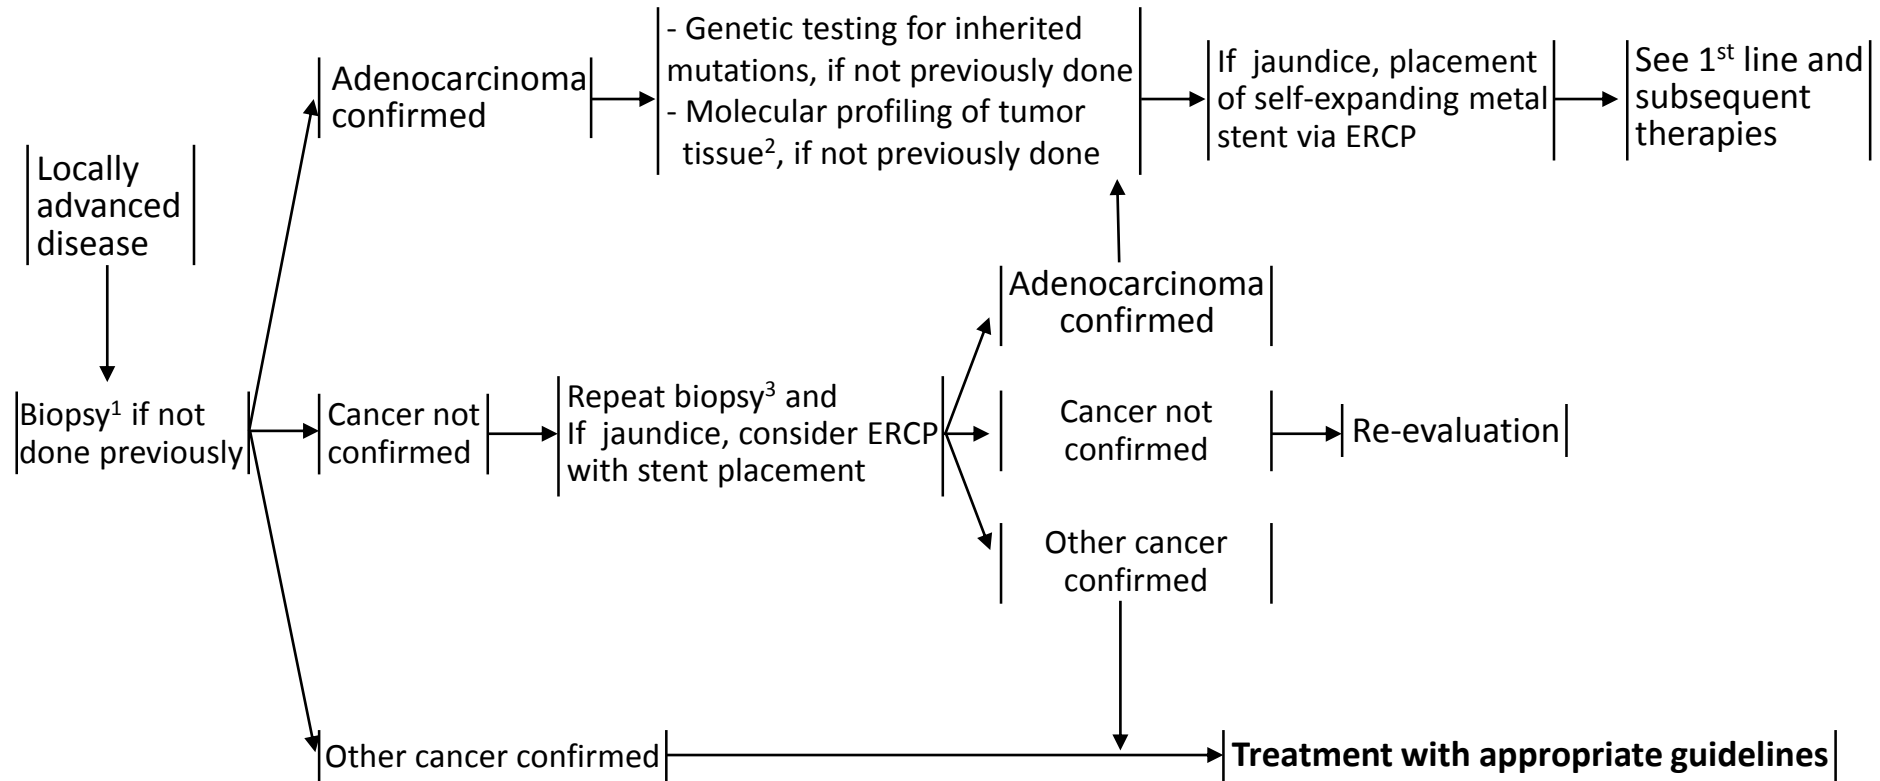 Locally
advanced
disease
Biopsy¹ if not
done previously
Adenocarcinoma
confirmed
- Genetic testing for inherited
mutations, if not previously done
- Molecular profiling of tumor
tissue², if not previously done
If jaundice, placement
of self-expanding metal
stent via ERCP
See 1ˢᵗ line and
subsequent
therapies
Cancer not
confirmed
Repeat biopsy³ and
If jaundice, consider ERCP
with stent placement
Adenocarcinoma
confirmed
Cancer not
confirmed
Re-evaluation
Other cancer
confirmed
Other cancer confirmed
Treatment with appropriate guidelines